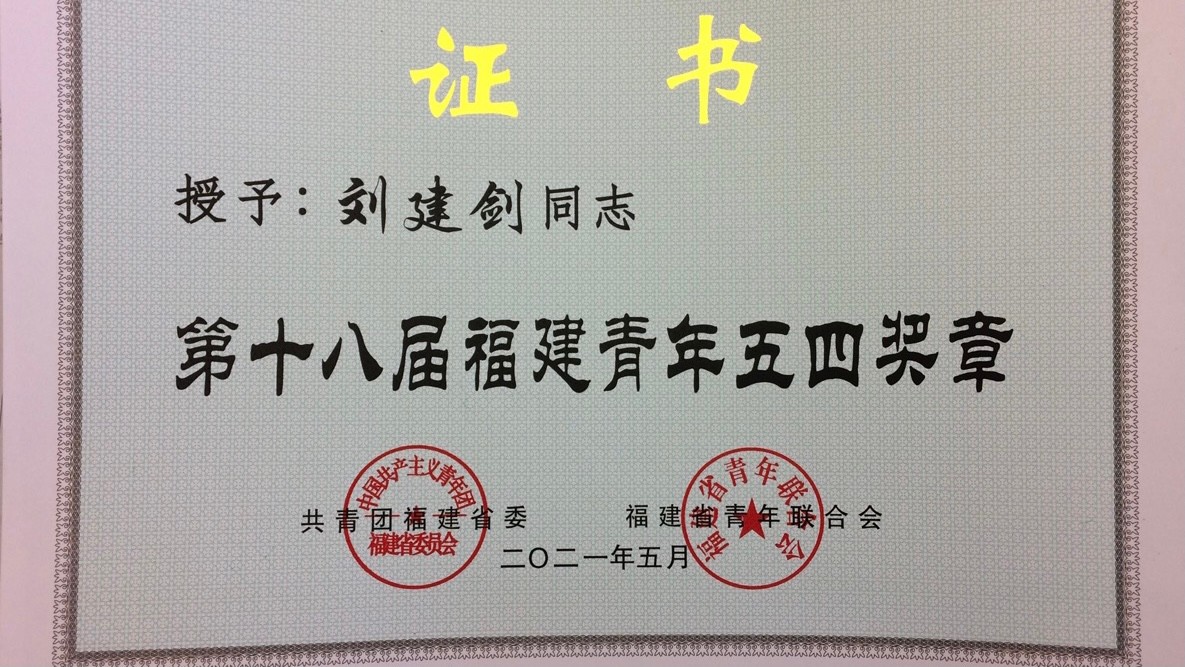 证书
授予：刘建剑同志
第十八届福建青年五四奖章
共青团福建省委 福建省青年联合会
二〇二一年五月
中国共产主义青年团
福建省委员会
福建省青年联合会